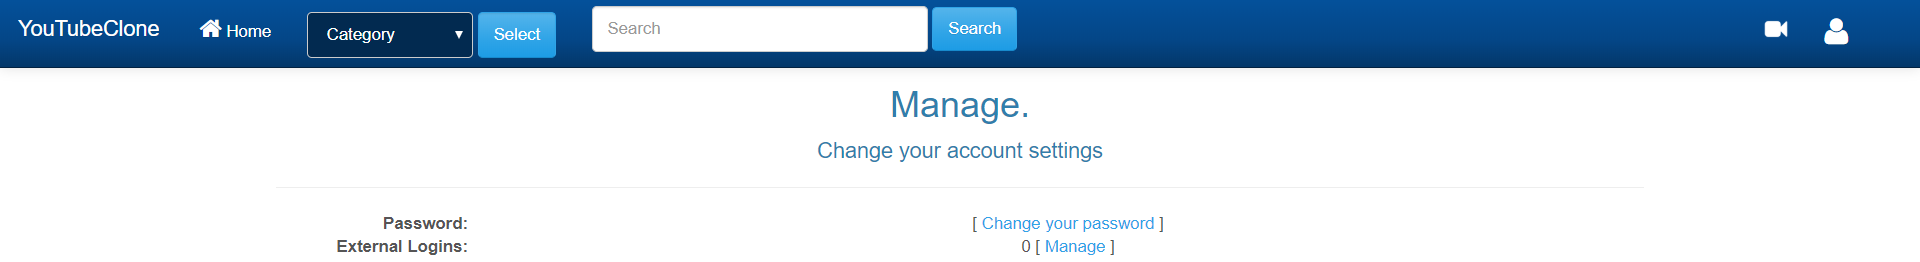 YouTubeClone Home Category Select Search Search
Manage.
Change your account settings
Password: [ Change your password ]
External Logins: 0 [ Manage ]